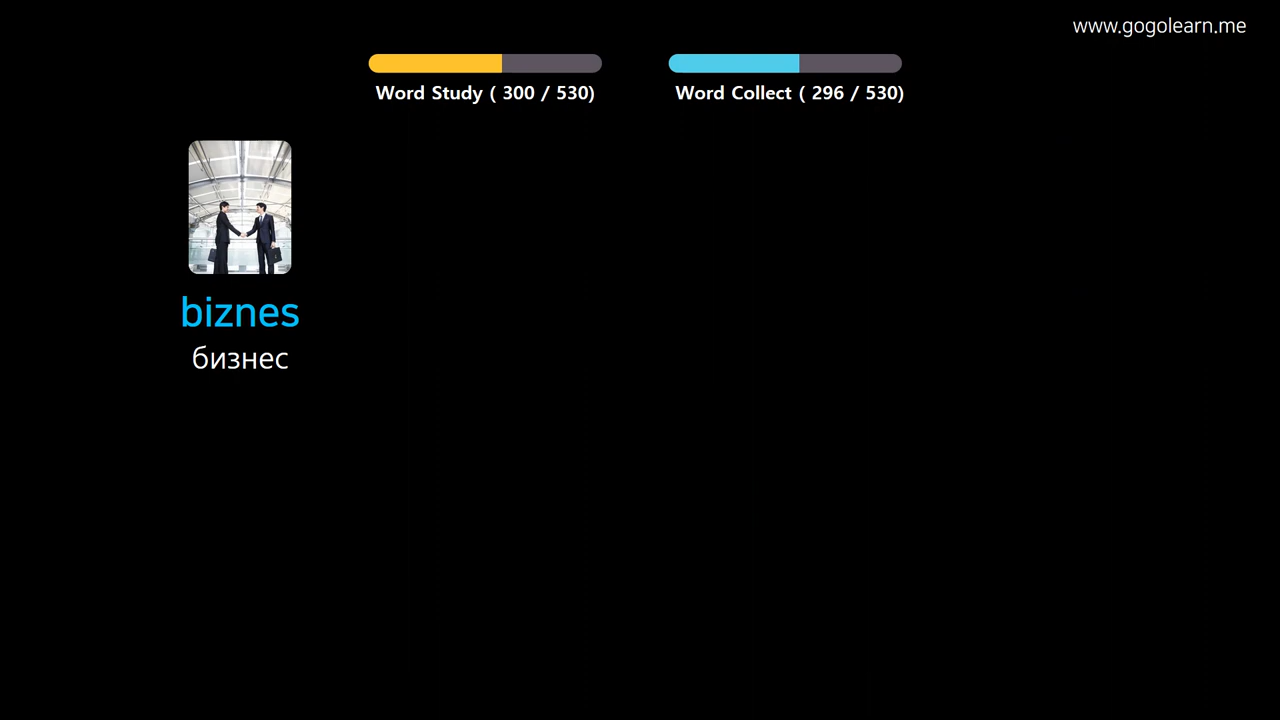 www.gogolearn.me
Word Study ( 300 / 530)
Word Collect ( 296 / 530)
biznes
бизнес